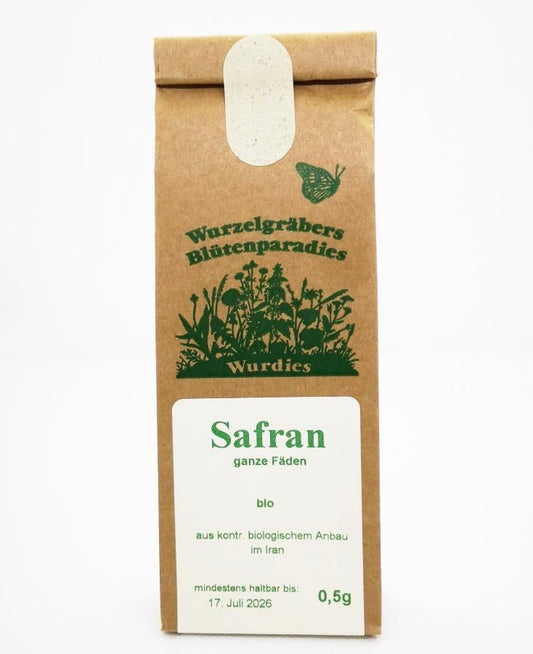 Wurzelgräbers
Blütenparadies
Wurdies
Safran
ganze Fäden
bio
aus kontr. biologischem Anbau
im Iran
mindestens haltbar bis:
17. Juli 2026
0,5g